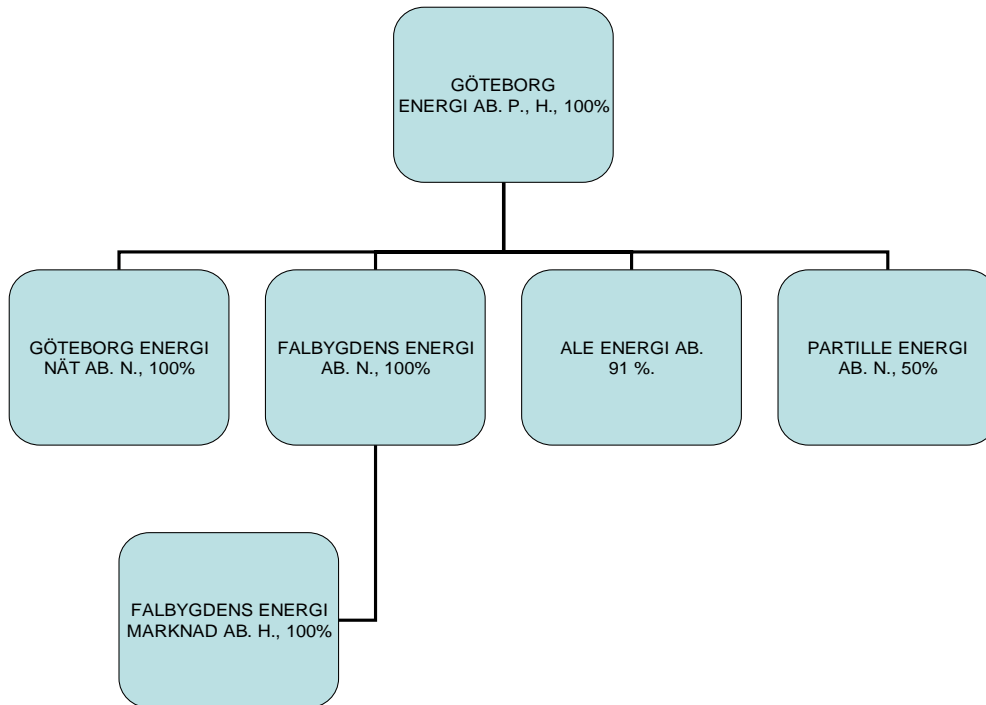 GÖTEBORG
ENERGI AB. P., H., 100%
GÖTEBORG ENERGI
NÄT AB. N., 100%
FALBYGDENS ENERGI
AB. N., 100%
ALE ENERGI AB.
91 %.
PARTILLE ENERGI
AB. N., 50%
FALBYGDENS ENERGI
MARKNAD AB. H., 100%